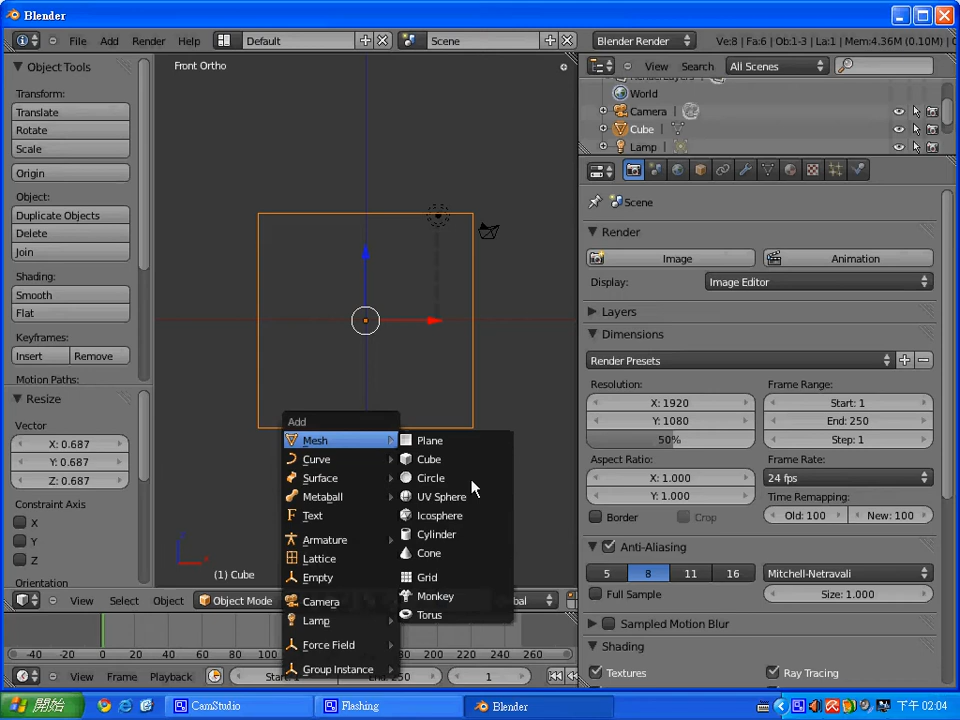 Blender
File Add Render Help Default Scene Blender Render Ve:8 | Fa:6 | Ob:1-3 | La:1 | Mem:4.36M (0.10M)
Object Tools
Transform:
Translate
Rotate
Scale
Origin
Object:
Duplicate Objects
Delete
Join
Shading:
Smooth
Flat
Keyframes:
Insert Remove
Motion Paths:
Resize
Vector
X: 0.687
Y: 0.687
Z: 0.687
Constraint Axis
X
Y
Z
Orientation
Front Ortho
(1) Cube
Add
Mesh
Curve
Surface
Metaball
Text
Armature
Lattice
Empty
Camera
Lamp
Force Field
Group Instance
Plane
Cube
Circle
UV Sphere
Icosphere
Cylinder
Cone
Grid
Monkey
Torus
View Select Object Object Mode
-40 -20 0 20 40 60 80 100 180 200 220 240 260
View Frame Playback 1
View Search All Scenes
World
Camera
Cube
Lamp
Scene
Render
Image Animation
Display: Image Editor
Layers
Dimensions
Render Presets
Resolution: Frame Range:
X: 1920 Start: 1
Y: 1080 End: 250
50% Step: 1
Aspect Ratio: Frame Rate:
X: 1.000 24 fps
Y: 1.000 Time Remapping:
Border Crop Old: 100 New: 100
Anti-Aliasing
5 8 11 16 Mitchell-Netravali
Full Sample Size: 1.000
Sampled Motion Blur
Shading
Textures Ray Tracing
開始 CamStudio Flashing Blender 下午 02:04